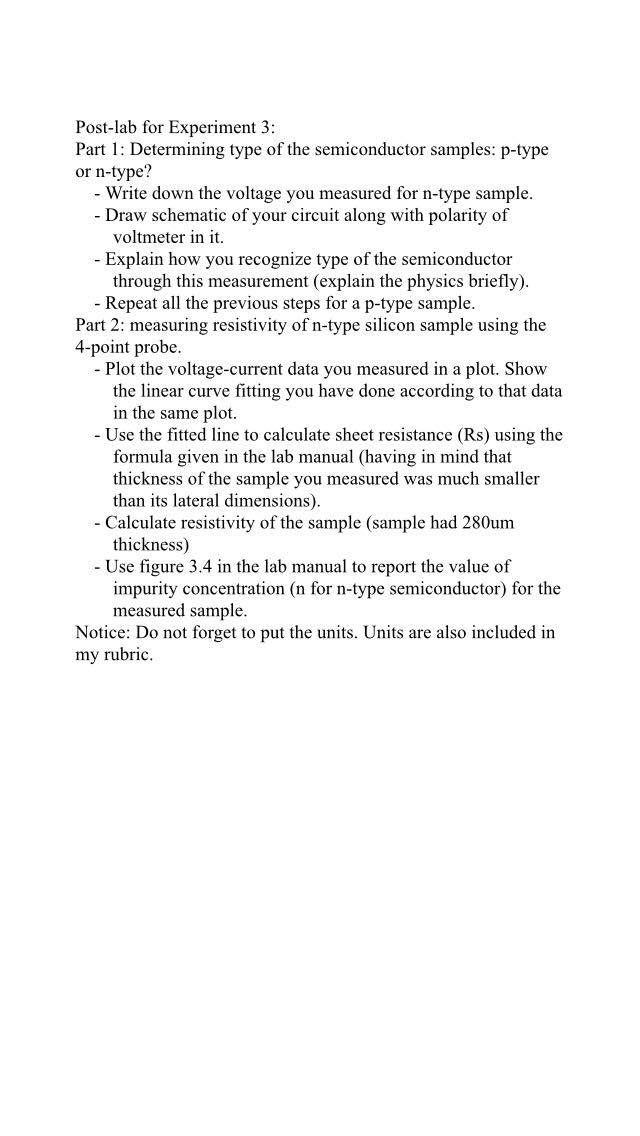 Post-lab for Experiment 3:
Part 1: Determining type of the semiconductor samples: p-type
or n-type?
- Write down the voltage you measured for n-type sample.
- Draw schematic of your circuit along with polarity of
voltmeter in it.
- Explain how you recognize type of the semiconductor
through this measurement (explain the physics briefly).
- Repeat all the previous steps for a p-type sample.
Part 2: measuring resistivity of n-type silicon sample using the
4-point probe.
- Plot the voltage-current data you measured in a plot. Show
the linear curve fitting you have done according to that data
in the same plot.
- Use the fitted line to calculate sheet resistance (Rs) using the
formula given in the lab manual (having in mind that
thickness of the sample you measured was much smaller
than its lateral dimensions).
- Calculate resistivity of the sample (sample had 280um
thickness)
- Use figure 3.4 in the lab manual to report the value of
impurity concentration (n for n-type semiconductor) for the
measured sample.
Notice: Do not forget to put the units. Units are also included in
my rubric.